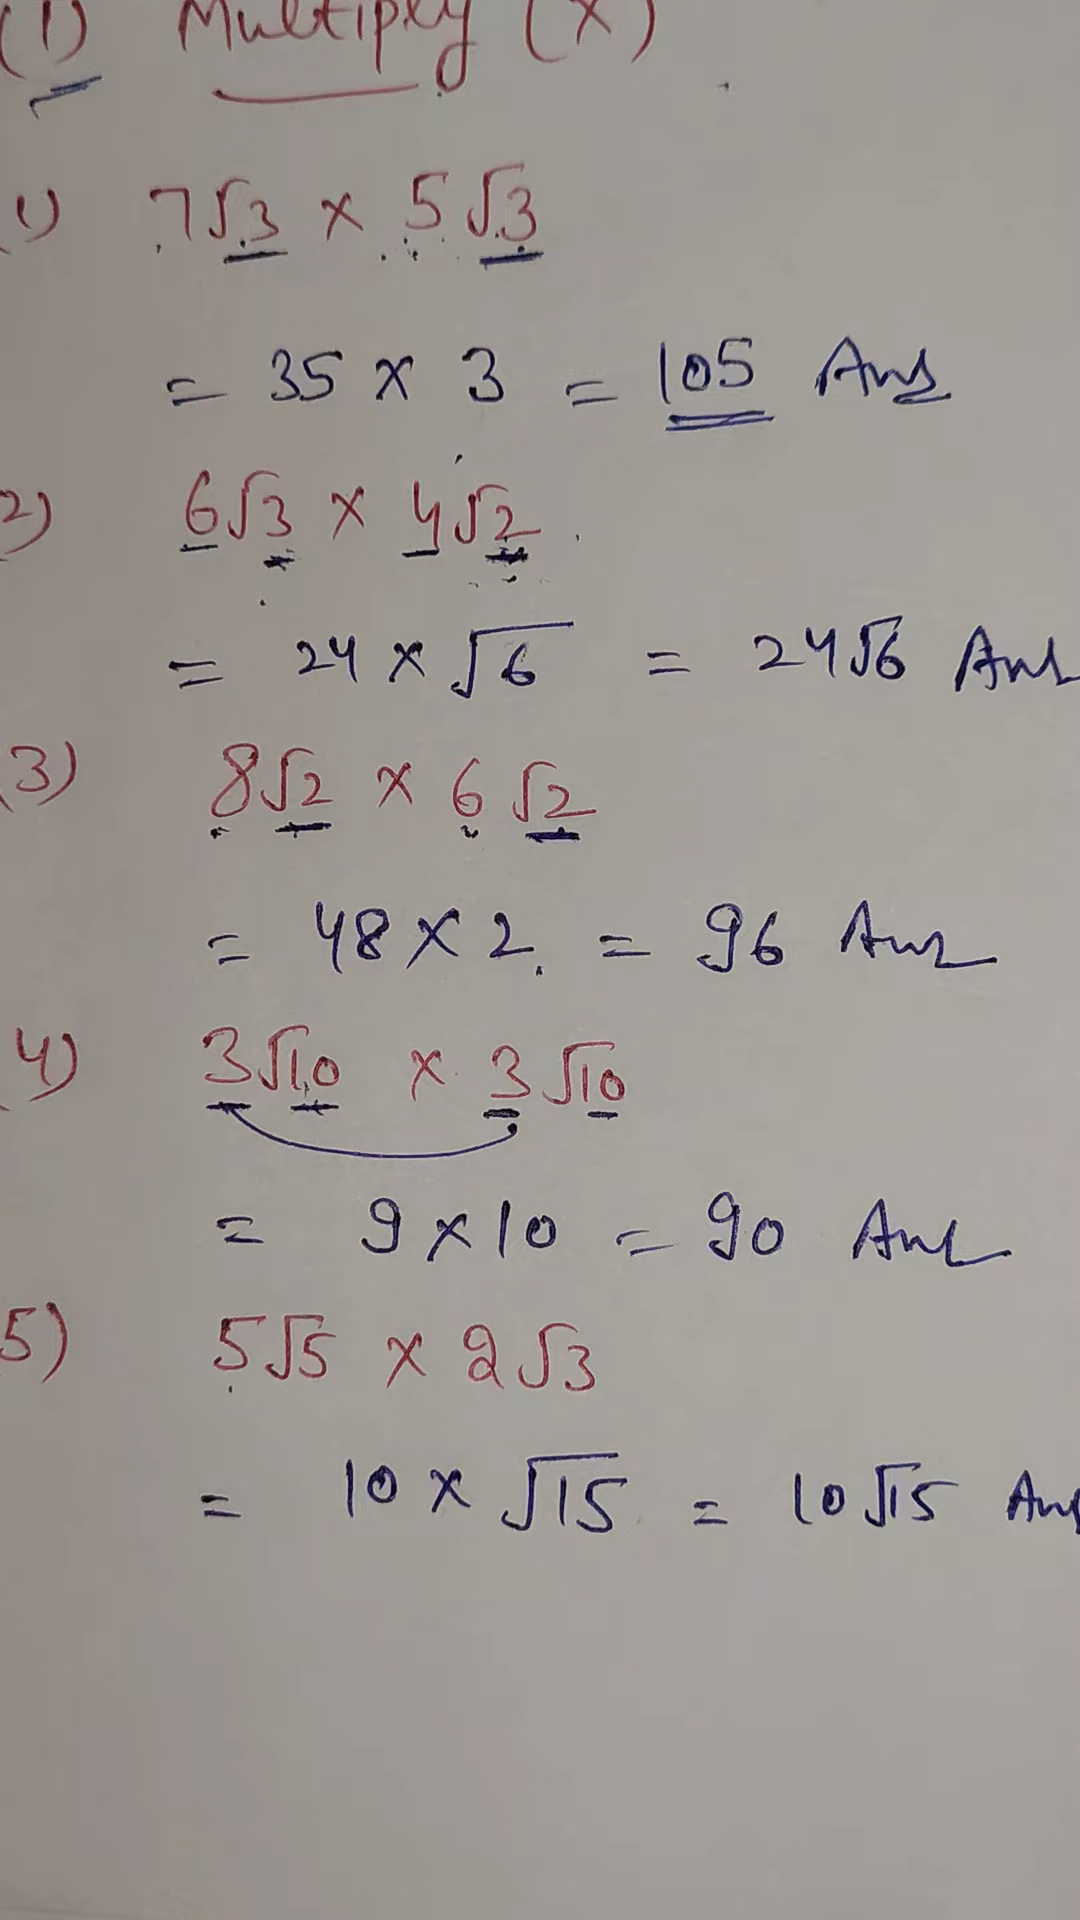 (1) Multiply (x)
(1) 7√3 × 5√3
= 35 × 3 = 105 Ans
2) 6√3 × 4√2
= 24 × √6 = 24√6 Ans
(3) 8√2 × 6√2
= 48 × 2 = 96 Ans
(4) 3√10 × 3√10
= 9 × 10 = 90 Ans
5) 5√5 × 2√3
= 10 × √15 = 10√15 Ans